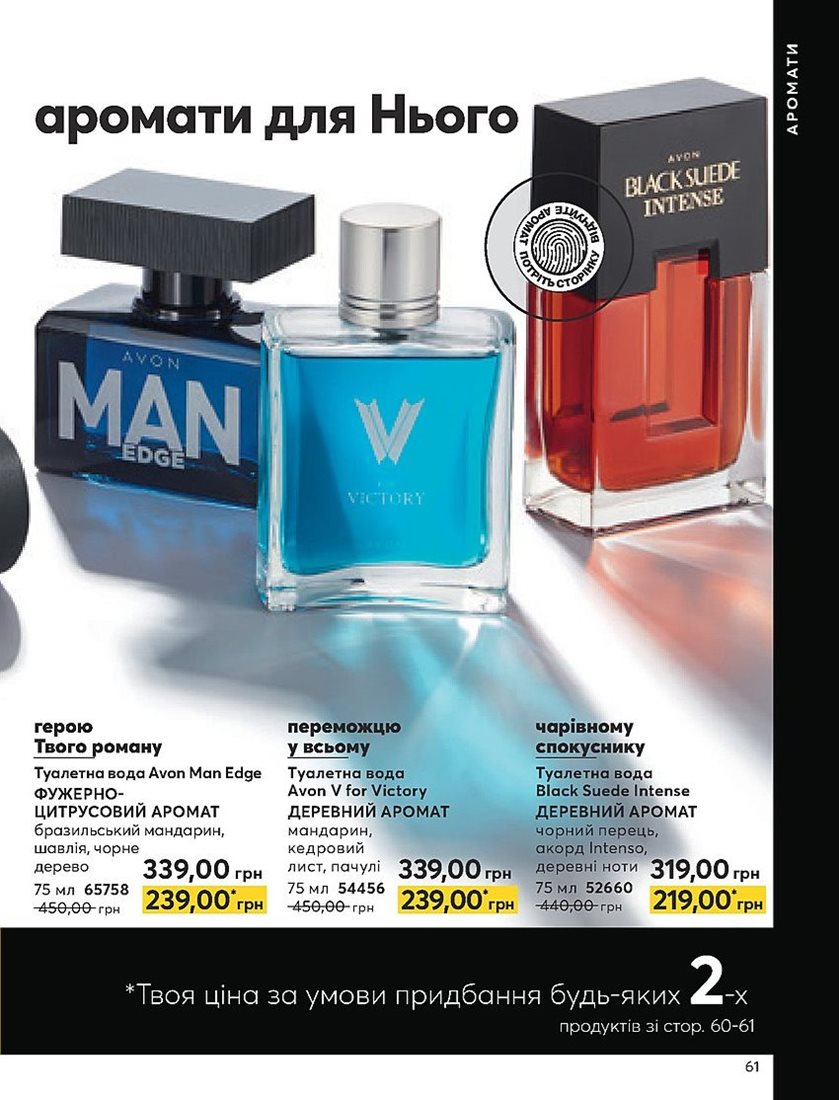 АРОМАТИ
аромати для Нього
AVON
BLACK SUEDE
INTENSE
ВІДЧУЙТЕ АРОМАТ
ПОТРІТЬ СТОРІНКУ
AVON
MAN
EDGE
V
VICTORY
герою
Твого роману
Туалетна вода Avon Man Edge
ФУЖЕРНО-
ЦИТРУСОВИЙ АРОМАТ
бразильський мандарин,
шавлія, чорне
дерево
339,00 грн
75 мл 65758
450,00 грн
239,00* грн
переможцю
у всьому
Туалетна вода
Avon V for Victory
ДЕРЕВНИЙ АРОМАТ
мандарин,
кедровий
лист, пачулі
339,00 грн
75 мл 54456
450,00 грн
239,00* грн
чарівному
спокуснику
Туалетна вода
Black Suede Intense
ДЕРЕВНИЙ АРОМАТ
чорний перець,
акорд Intenso,
деревні ноти
319,00 грн
75 мл 52660
440,00 грн
219,00* грн
*Твоя ціна за умови придбання будь-яких 2-х
продуктів зі стор. 60-61
61